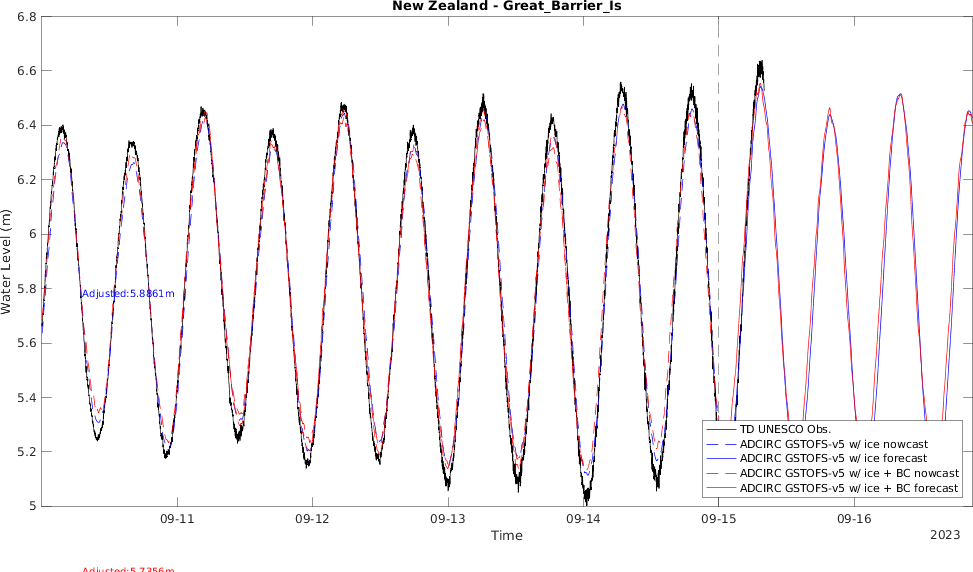 New Zealand - Great_Barrier_Is
6.8
6.6
6.4
6.2
6
5.8
5.6
5.4
5.2
5
Water Level (m)
Adjusted:5.8861m
TD UNESCO Obs.
ADCIRC GSTOFS-v5 w/ ice nowcast
ADCIRC GSTOFS-v5 w/ ice forecast
ADCIRC GSTOFS-v5 w/ ice + BC nowcast
ADCIRC GSTOFS-v5 w/ ice + BC forecast
09-11
09-12
09-13
09-14
09-15
09-16
Time
2023
Adjusted:5.7356m